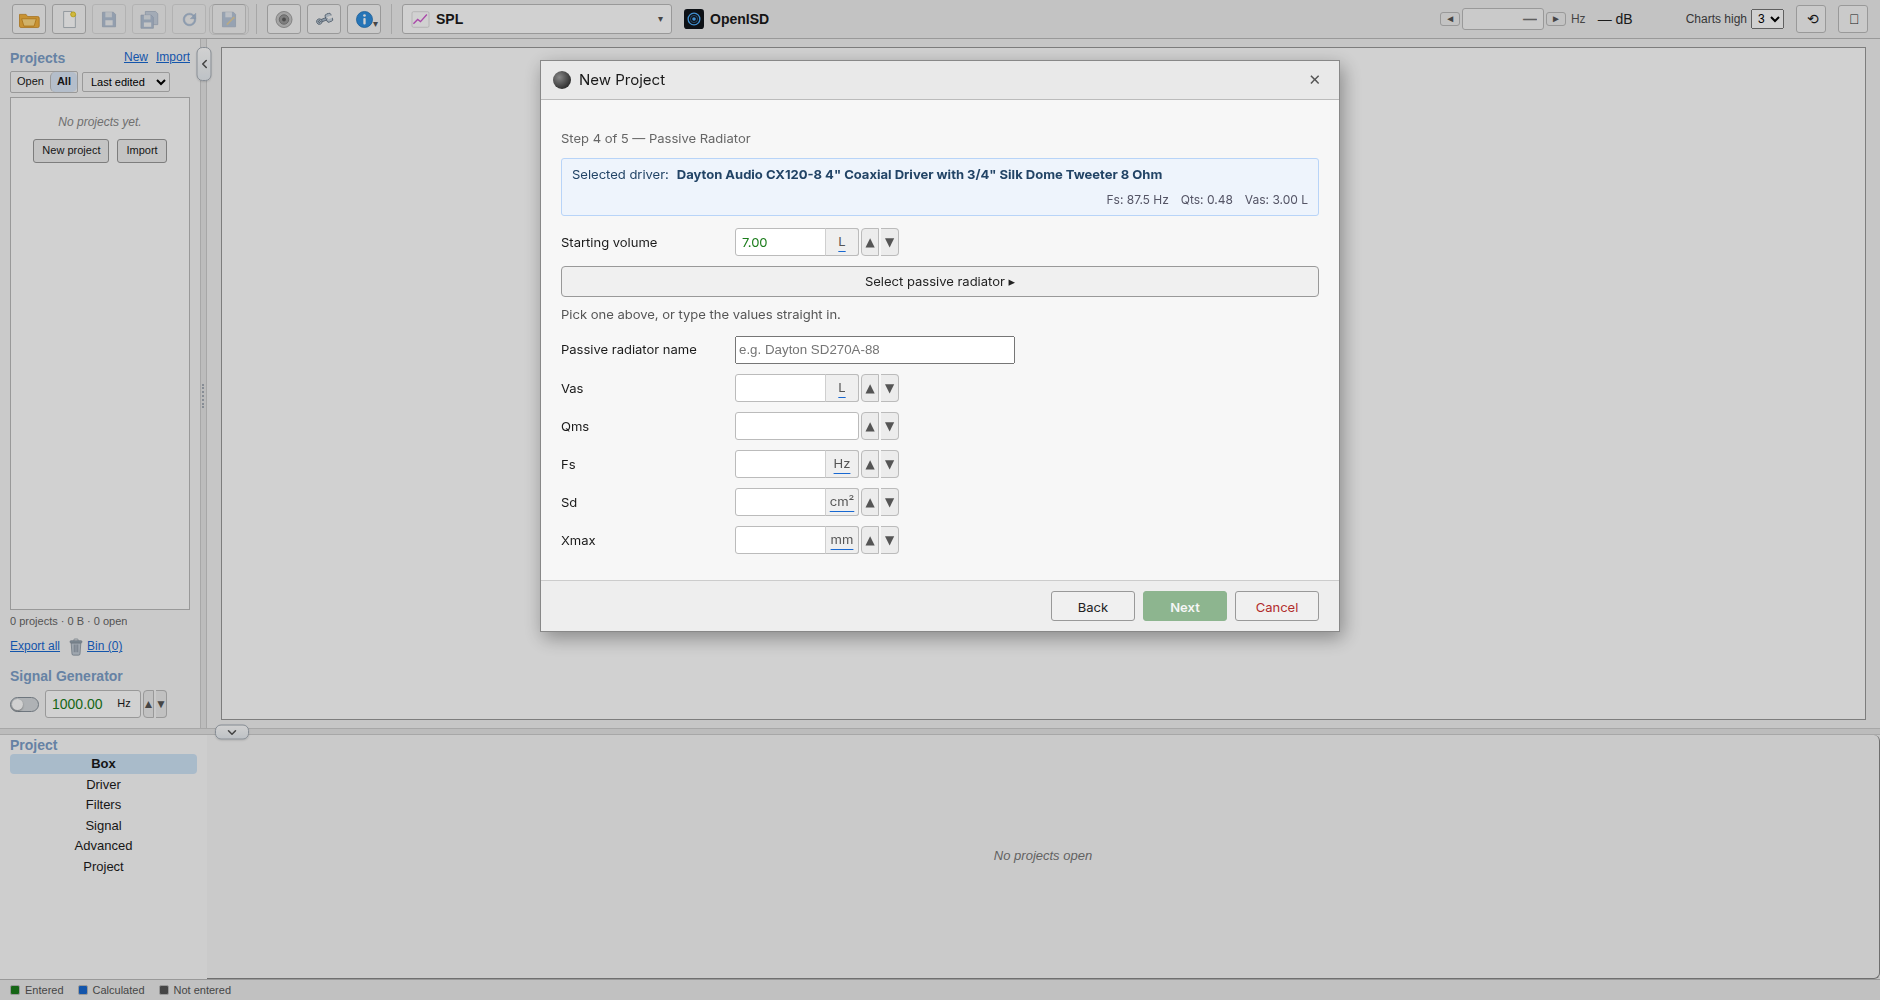 SPL
OpenISD
— Hz
— dB
Charts high 3
Projects
New Import
Open All Last edited
No projects yet.
New project Import
0 projects · 0 B · 0 open
Export all Bin (0)
Signal Generator
1000.00 Hz
New Project
Step 4 of 5 — Passive Radiator
Selected driver: Dayton Audio CX120-8 4" Coaxial Driver with 3/4" Silk Dome Tweeter 8 Ohm
Fs: 87.5 Hz Qts: 0.48 Vas: 3.00 L
Starting volume 7.00 L
Select passive radiator ▸
Pick one above, or type the values straight in.
Passive radiator name e.g. Dayton SD270A-88
Vas L
Qms
Fs Hz
Sd cm²
Xmax mm
Back Next Cancel
Project
Box
Driver
Filters
Signal
Advanced
Project
No projects open
Entered Calculated Not entered